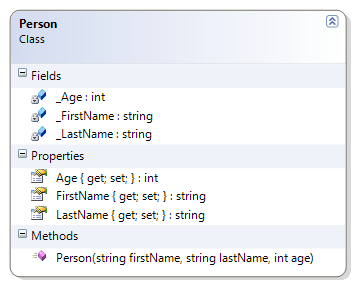 Person
Class
Fields
_Age : int
_FirstName : string
_LastName : string
Properties
Age { get; set; } : int
FirstName { get; set; } : string
LastName { get; set; } : string
Methods
Person(string firstName, string lastName, int age)